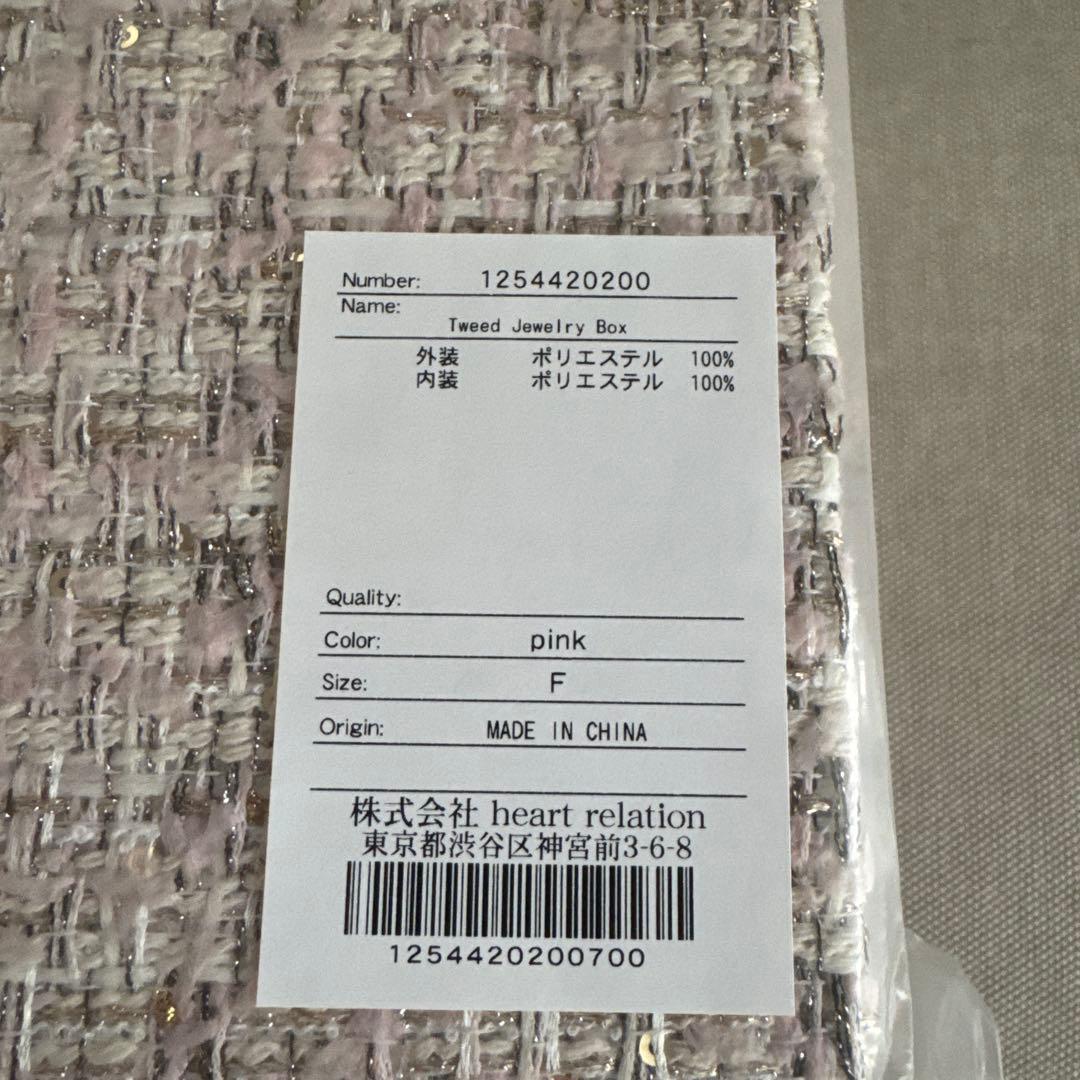 Number: 1254420200
Name:
Tweed Jewelry Box
外装 ポリエステル 100%
内装 ポリエステル 100%
Quality:
Color: pink
Size: F
Origin: MADE IN CHINA
株式会社 heart relation
東京都渋谷区神宮前3-6-8
1254420200700